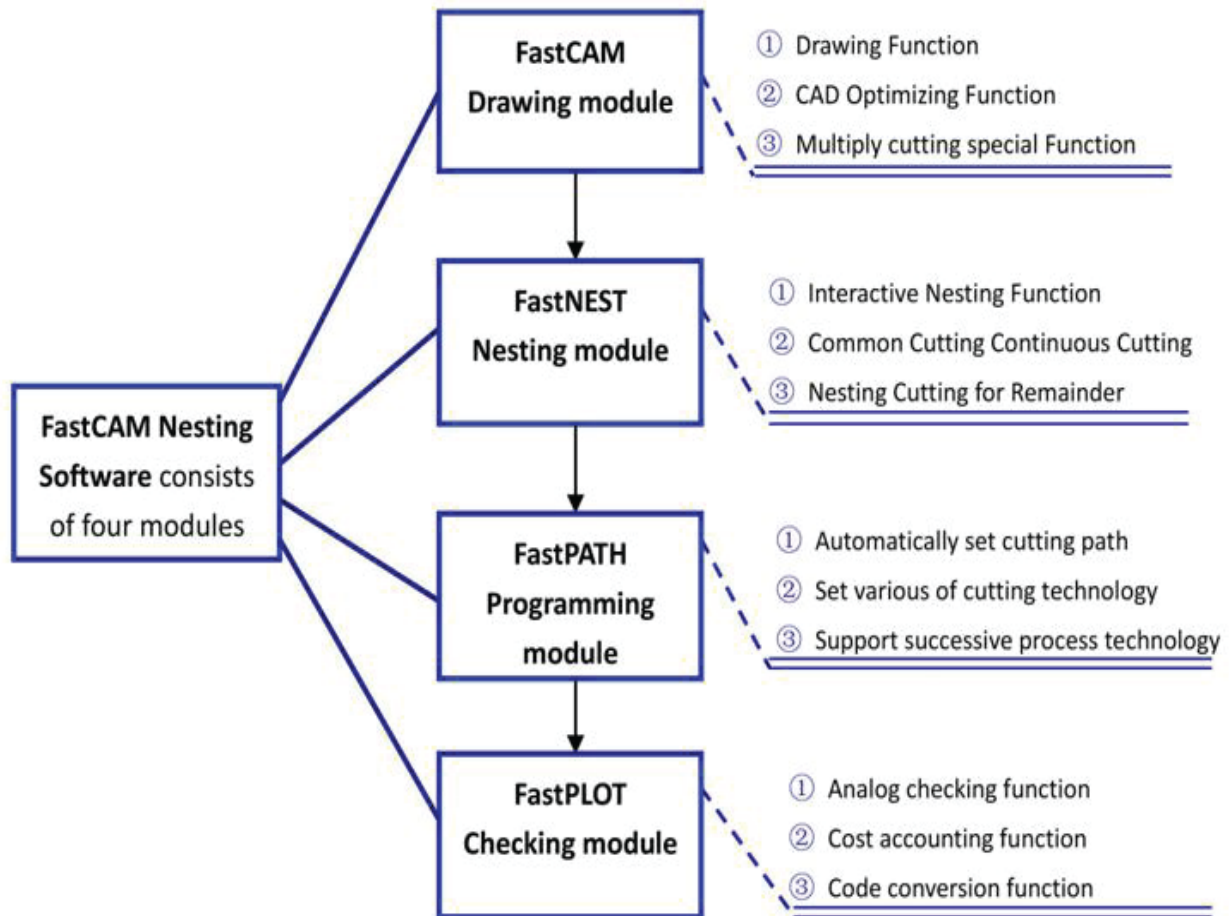 FastCAM Nesting
Software consists
of four modules
FastCAM
Drawing module
① Drawing Function
② CAD Optimizing Function
③ Multiply cutting special Function
FastNEST
Nesting module
① Interactive Nesting Function
② Common Cutting Continuous Cutting
③ Nesting Cutting for Remainder
FastPATH
Programming
module
① Automatically set cutting path
② Set various of cutting technology
③ Support successive process technology
FastPLOT
Checking module
① Analog checking function
② Cost accounting function
③ Code conversion function